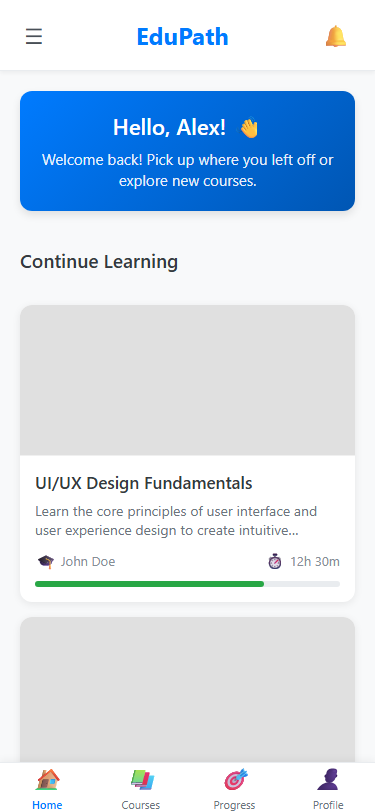 EduPath
Hello, Alex! 👋
Welcome back! Pick up where you left off or
explore new courses.
Continue Learning
UI/UX Design Fundamentals
Learn the core principles of user interface and
user experience design to create intuitive...
John Doe
12h 30m
Home
Courses
Progress
Profile